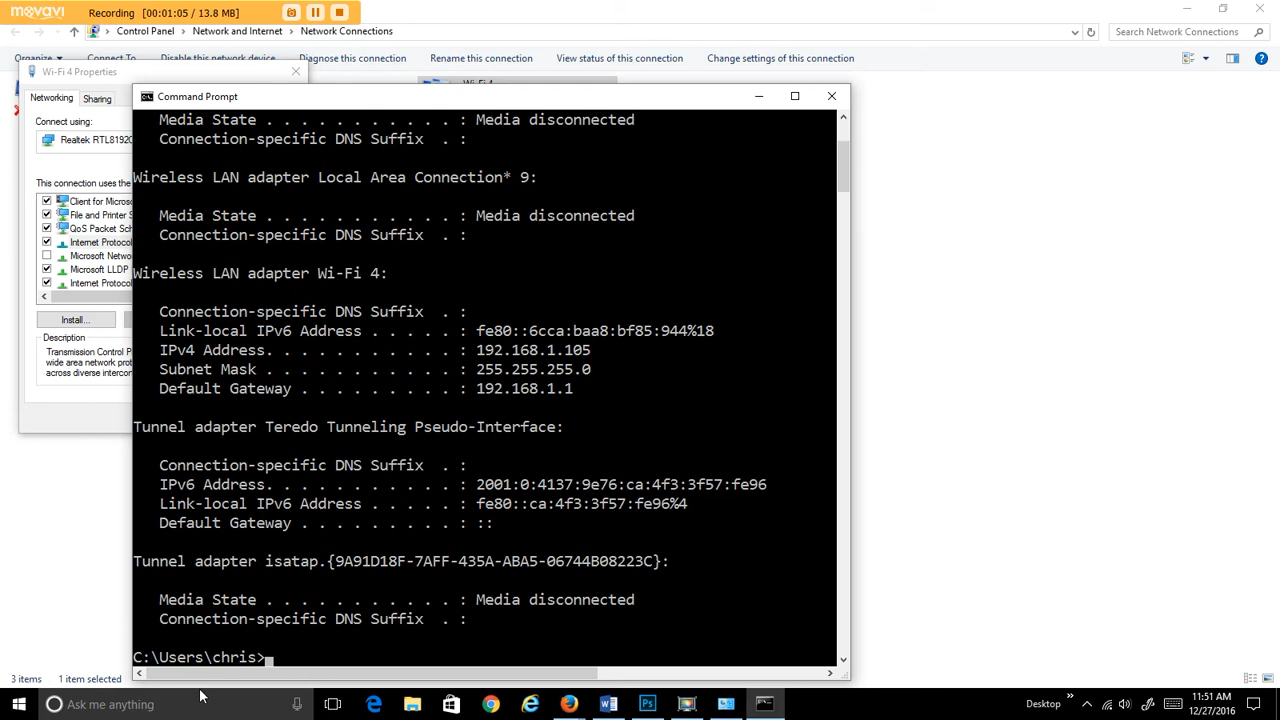 movavi
Recording [00:01:05 / 13.8 MB]
Control Panel > Network and Internet > Network Connections
Search Network Connections
Organize
Connect To
Disable this network device
Diagnose this connection
Rename this connection
View status of this connection
Change settings of this connection
Wi-Fi 4 Properties
Wi-Fi 4
Networking
Sharing
Connect using:
Realtek RTL8192C
This connection uses the
Client for Micros
File and Printer S
QoS Packet Sch
Internet Protoco
Microsoft Netwo
Microsoft LLDP
Internet Protoco
Install...
Description
Transmission Control P
wide area network prot
across diverse intercon
Command Prompt
Media State . . . . . . . . . . . : Media disconnected
Connection-specific DNS Suffix  . :
Wireless LAN adapter Local Area Connection* 9:
Media State . . . . . . . . . . . : Media disconnected
Connection-specific DNS Suffix  . :
Wireless LAN adapter Wi-Fi 4:
Connection-specific DNS Suffix  . :
Link-local IPv6 Address . . . . . : fe80::6cca:baa8:bf85:944%18
IPv4 Address. . . . . . . . . . . : 192.168.1.105
Subnet Mask . . . . . . . . . . . : 255.255.255.0
Default Gateway . . . . . . . . . : 192.168.1.1
Tunnel adapter Teredo Tunneling Pseudo-Interface:
Connection-specific DNS Suffix  . :
IPv6 Address. . . . . . . . . . . : 2001:0:4137:9e76:ca:4f3:3f57:fe96
Link-local IPv6 Address . . . . . : fe80::ca:4f3:3f57:fe96%4
Default Gateway . . . . . . . . . : ::
Tunnel adapter isatap.{9A91D18F-7AFF-435A-ABA5-06744B08223C}:
Media State . . . . . . . . . . . : Media disconnected
Connection-specific DNS Suffix  . :
C:\Users\chris>
3 items
1 item selected
Ask me anything
Desktop
11:51 AM
12/27/2016